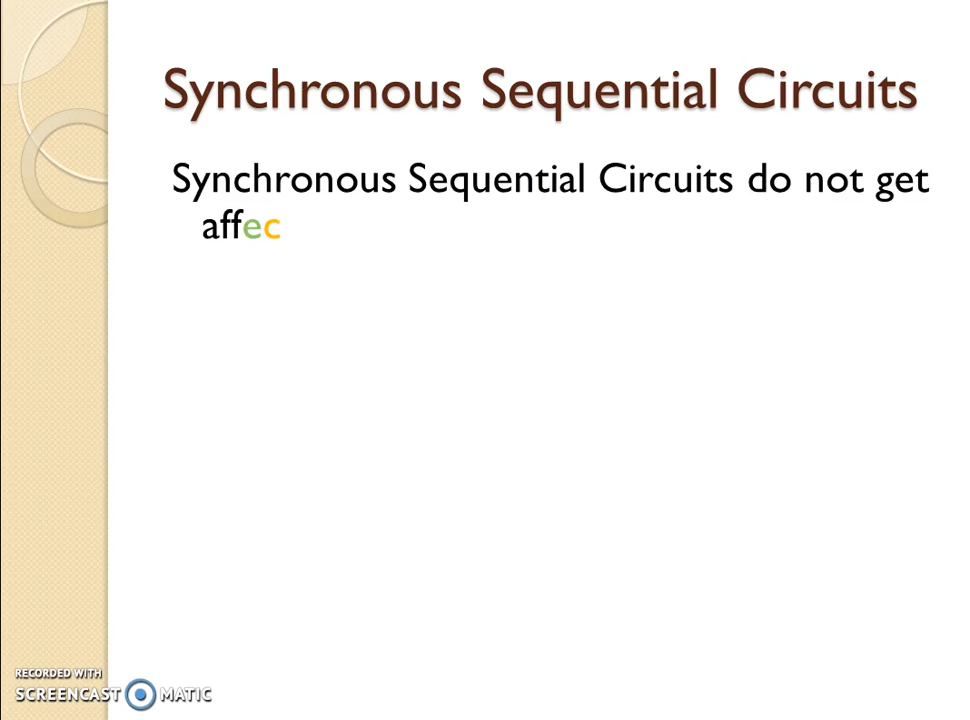 Synchronous Sequential Circuits
Synchronous Sequential Circuits do not get
affec
RECORDED WITH
SCREENCAST MATIC